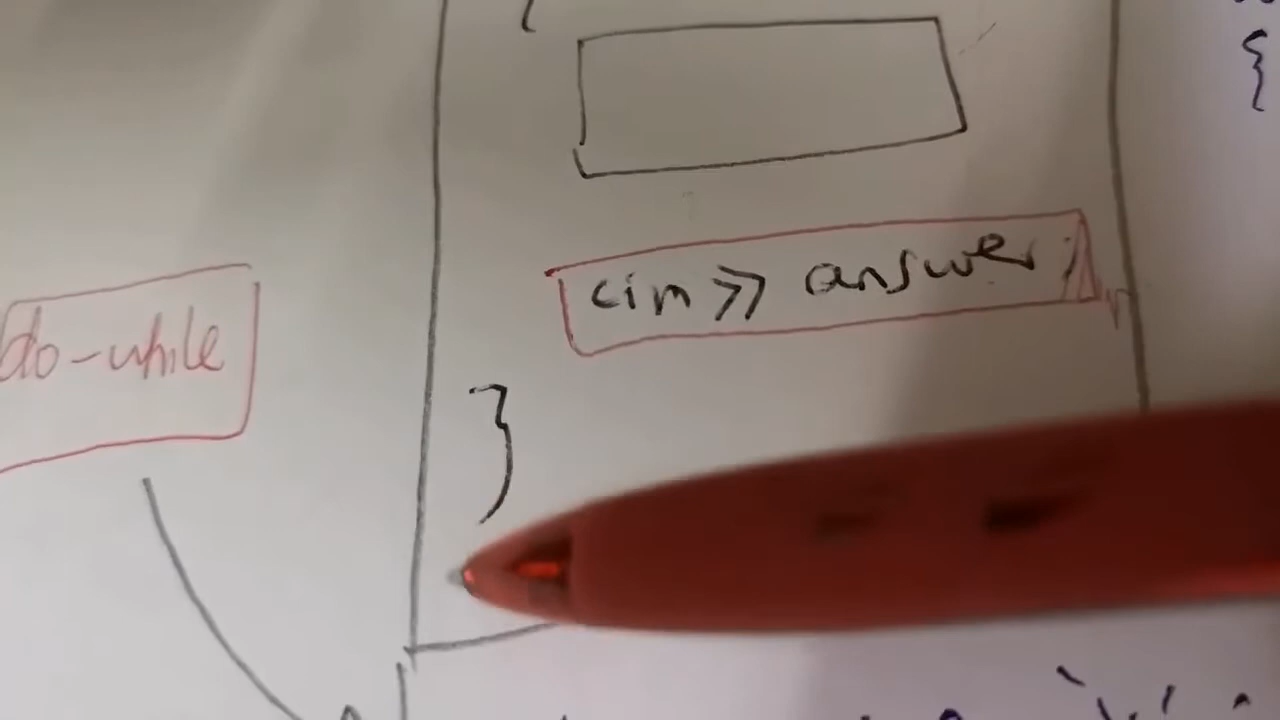 {
{
cin >> answer;
do-while
}